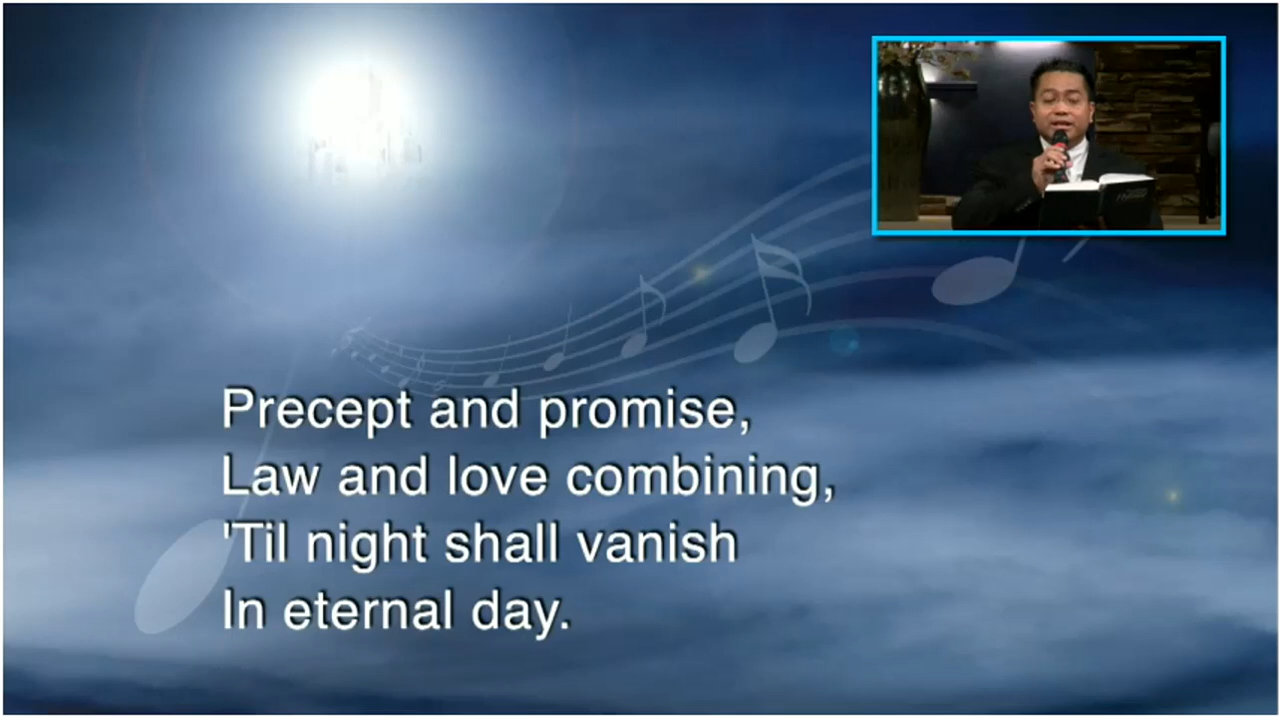 Precept and promise,
Law and love combining,
'Til night shall vanish
In eternal day.